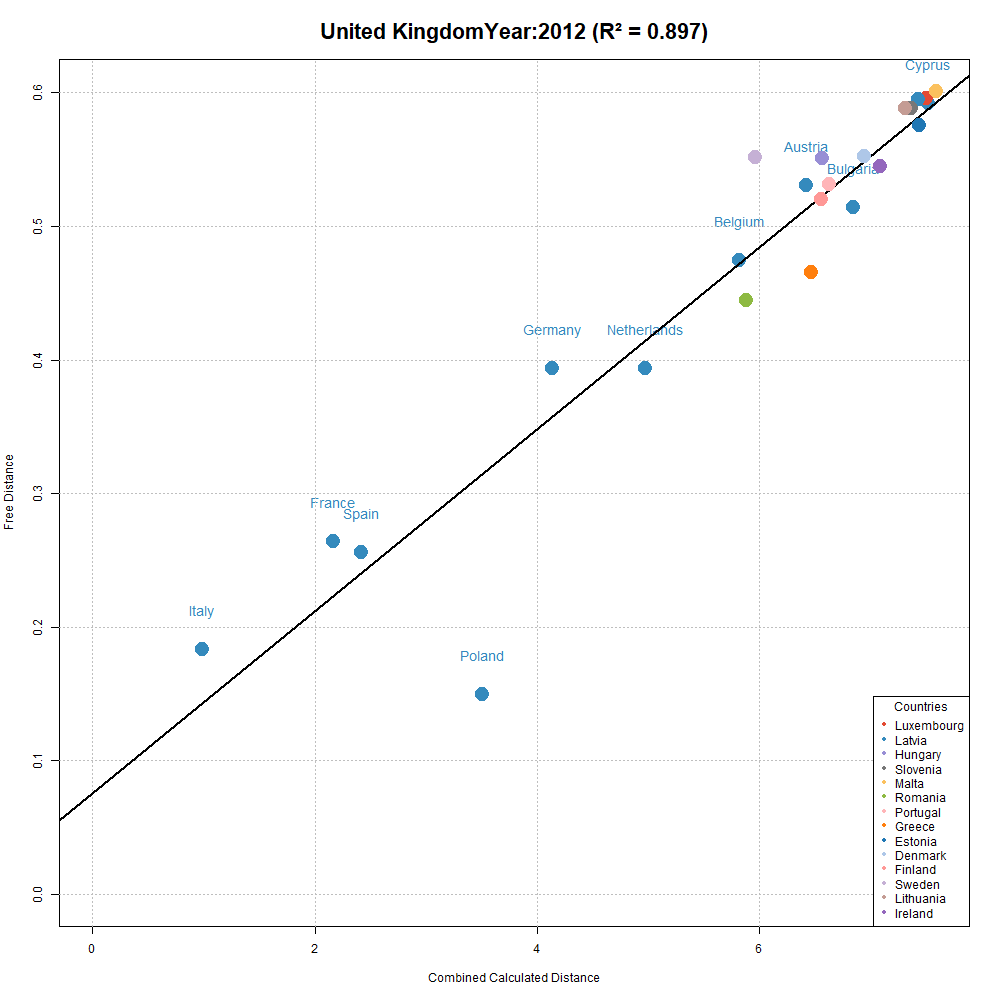 United KingdomYear:2012 (R² = 0.897)
Cyprus
Austria
Bulgaria
Belgium
Germany
Netherlands
France
Spain
Italy
Poland
0.6
0.5
0.4
0.3
0.2
0.1
0.0
Free Distance
0
2
4
6
Combined Calculated Distance
Countries
Luxembourg
Latvia
Hungary
Slovenia
Malta
Romania
Portugal
Greece
Estonia
Denmark
Finland
Sweden
Lithuania
Ireland